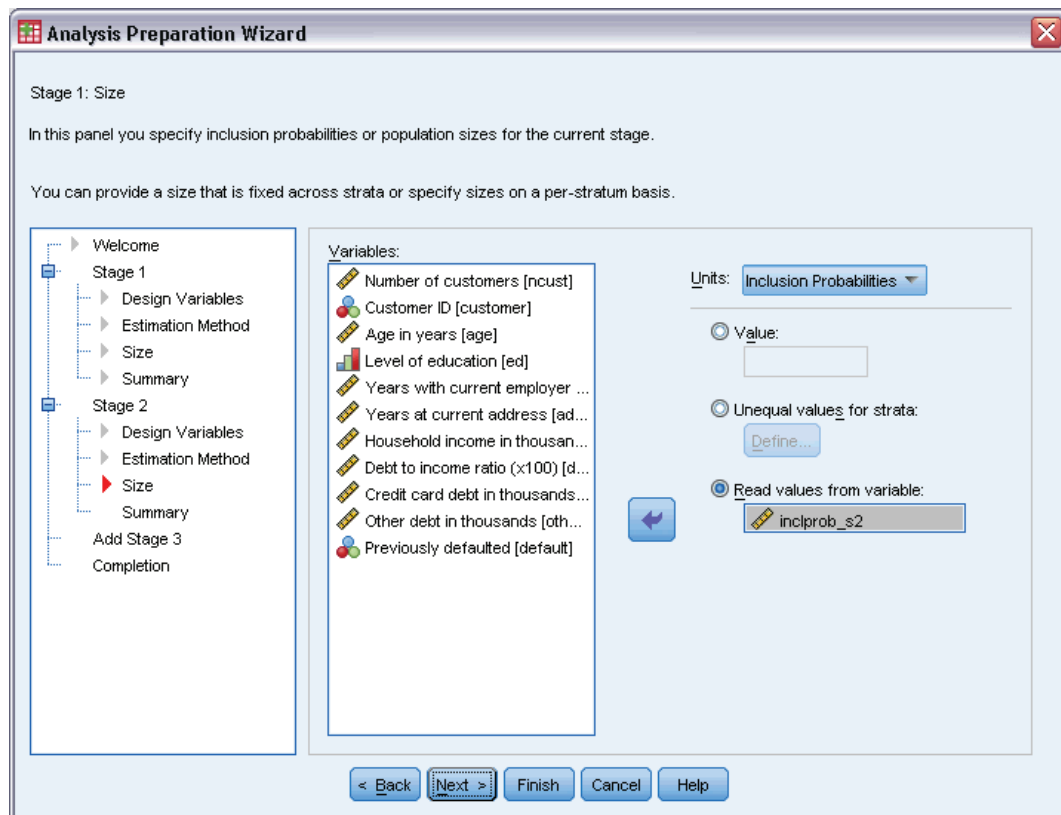 Analysis Preparation Wizard
Stage 1: Size
In this panel you specify inclusion probabilities or population sizes for the current stage.
You can provide a size that is fixed across strata or specify sizes on a per-stratum basis.
Welcome
Stage 1
Design Variables
Estimation Method
Size
Summary
Stage 2
Design Variables
Estimation Method
Size
Summary
Add Stage 3
Completion
Variables:
Number of customers [ncust]
Customer ID [customer]
Age in years [age]
Level of education [ed]
Years with current employer ...
Years at current address [ad...
Household income in thousan...
Debt to income ratio (x100) [d...
Credit card debt in thousands...
Other debt in thousands [oth...
Previously defaulted [default]
Units: Inclusion Probabilities
Value:
Unequal values for strata:
Define...
Read values from variable:
inclprob_s2
< Back Next > Finish Cancel Help